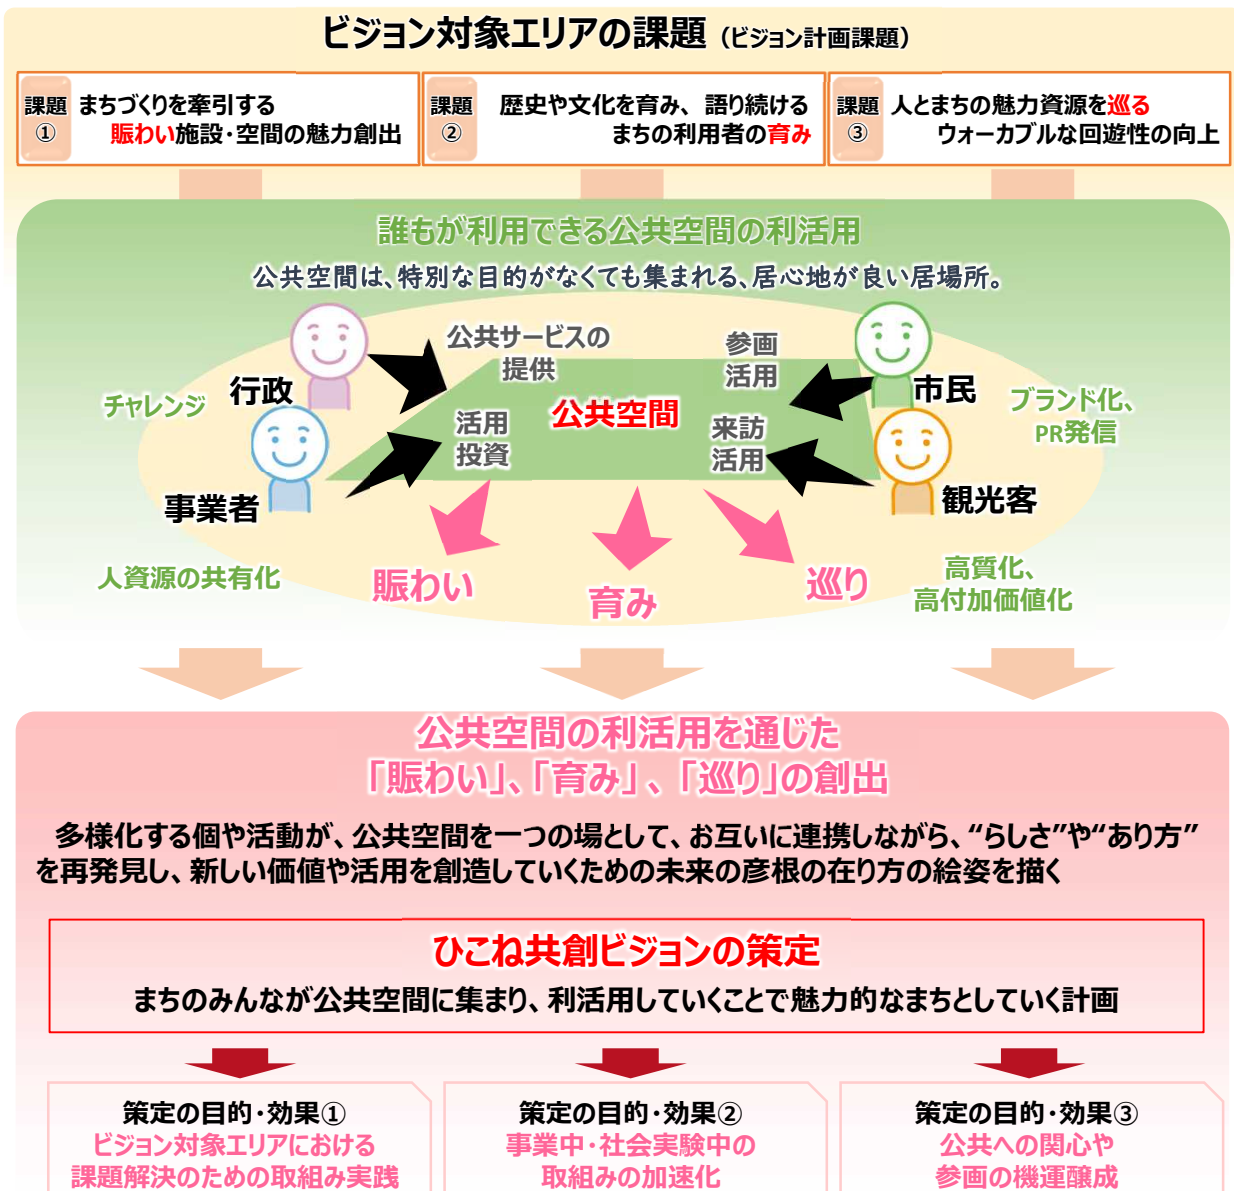 ビジョン対象エリアの課題（ビジョン計画課題）
課題
①
まちづくりを牽引する
賑わい施設・空間の魅力創出
課題
②
歴史や文化を育み、語り続ける
まちの利用者の育み
課題
③
人とまちの魅力資源を巡る
ウォーカブルな回遊性の向上
誰もが利用できる公共空間の利活用
公共空間は、特別な目的がなくても集まれる、居心地が良い居場所。
公共サービスの
提供
参画
活用
行政
市民
チャレンジ
ブランド化、
PR発信
公共空間
活用
投資
来訪
活用
事業者
観光客
人資源の共有化
賑わい
育み
巡り
高質化、
高付加価値化
公共空間の利活用を通じた
「賑わい」、「育み」、「巡り」の創出
多様化する個や活動が、公共空間を一つの場として、お互いに連携しながら、“らしさ”や“あり方”
を再発見し、新しい価値や活用を創造していくための未来の彦根の在り方の絵姿を描く
ひこね共創ビジョンの策定
まちのみんなが公共空間に集まり、利活用していくことで魅力的なまちとしていく計画
策定の目的・効果①
ビジョン対象エリアにおける
課題解決のための取組み実践
策定の目的・効果②
事業中・社会実験中の
取組みの加速化
策定の目的・効果③
公共への関心や
参画の機運醸成